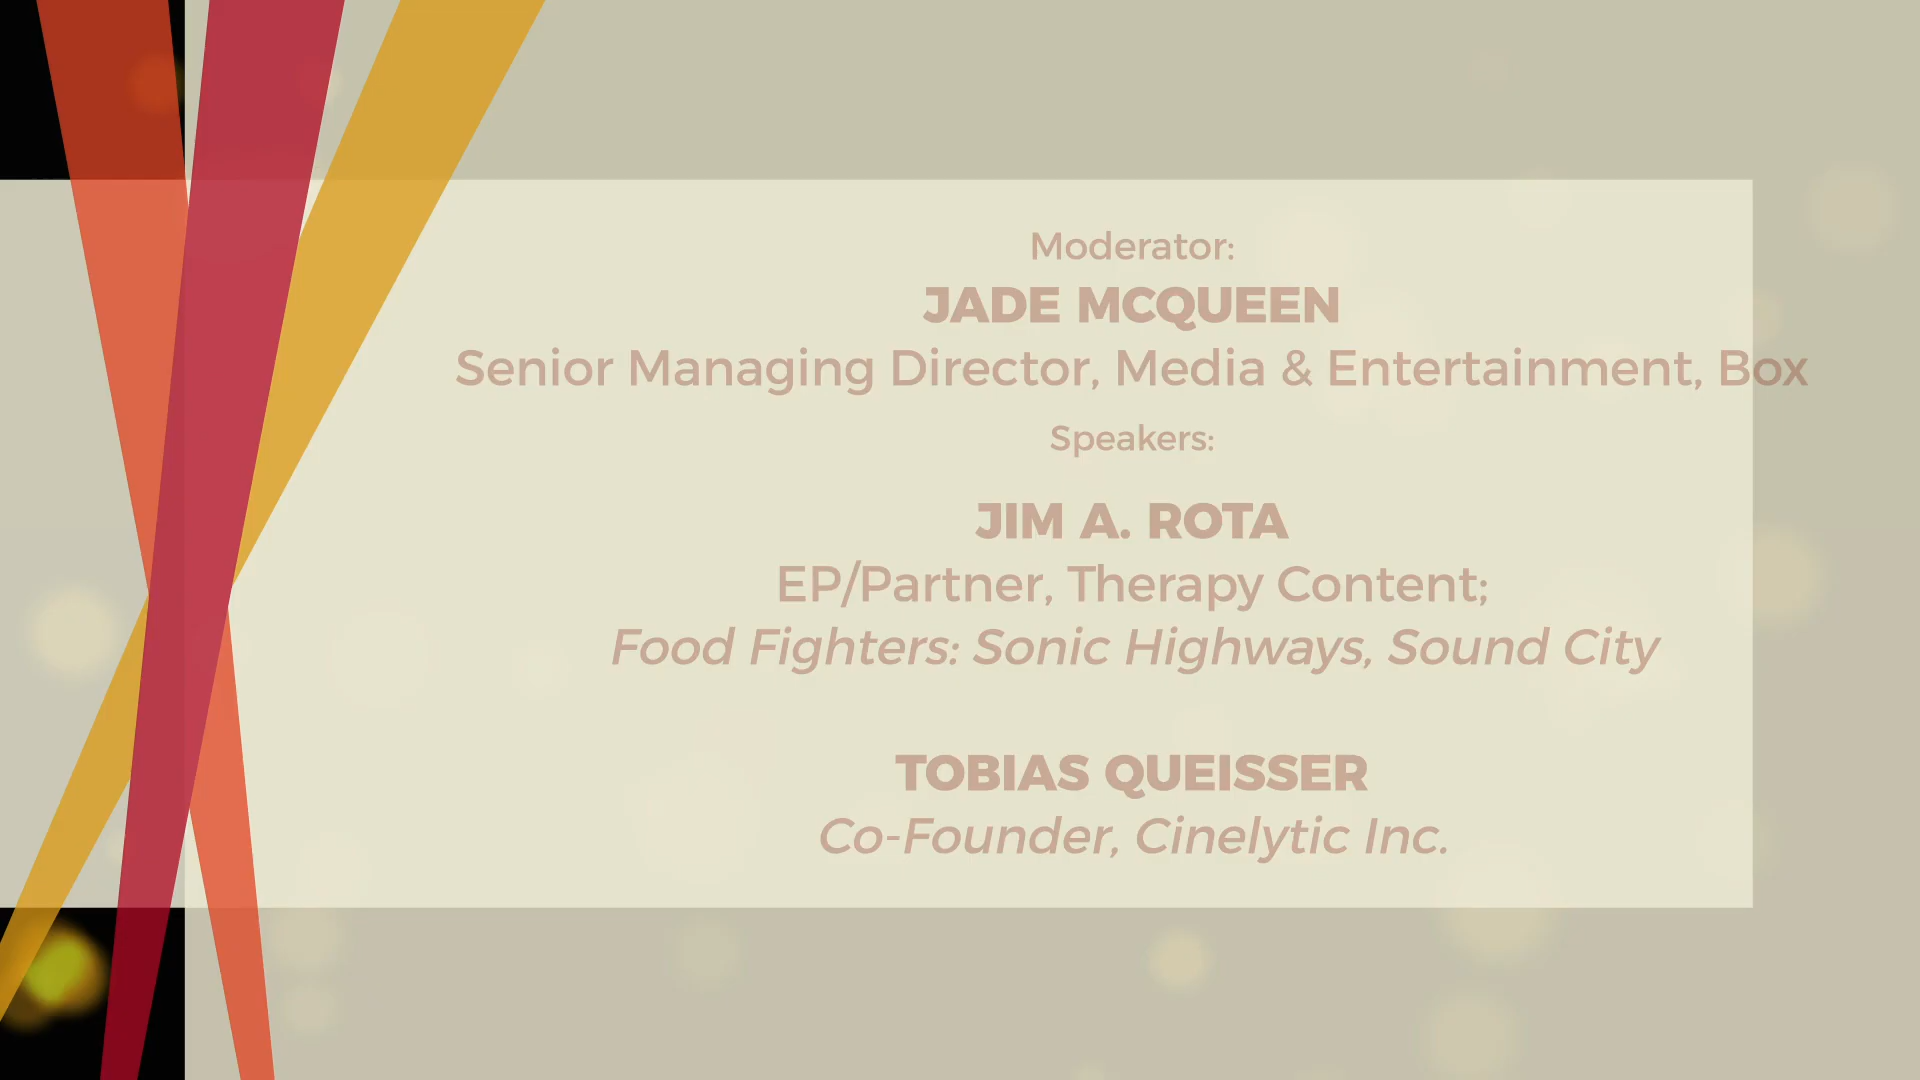 Moderator:
JADE MCQUEEN
Senior Managing Director, Media & Entertainment, Box
Speakers:
JIM A. ROTA
EP/Partner, Therapy Content;
Food Fighters: Sonic Highways, Sound City
TOBIAS QUEISSER
Co-Founder, Cinelytic Inc.